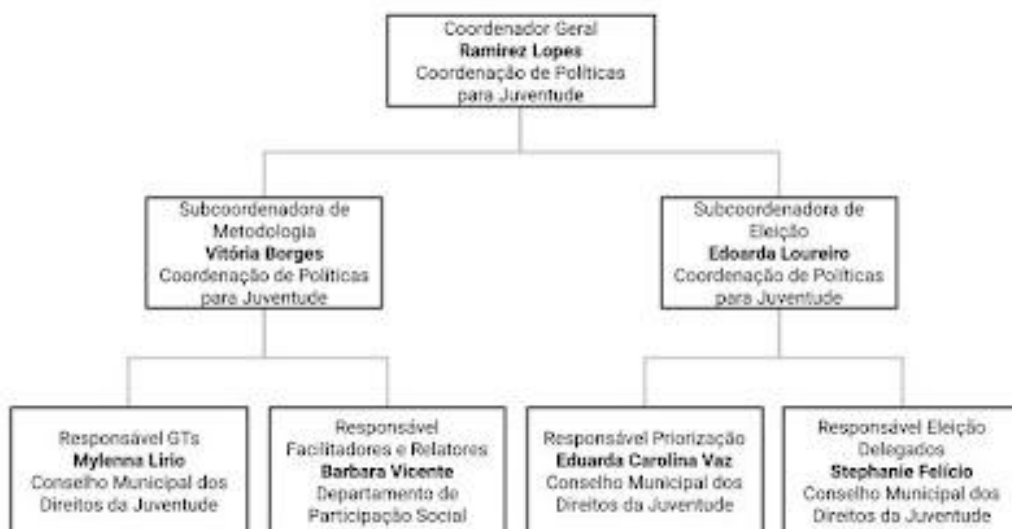 Coordenador Geral
Ramirez Lopes
Coordenação de Políticas
para Juventude
Subcoordenadora de
Metodologia
Vitória Borges
Coordenação de Políticas
para Juventude
Subcoordenadora de
Eleição
Edoarda Loureiro
Coordenação de Políticas
para Juventude
Responsável GTs
Mylenna Lirio
Conselho Municipal dos
Direitos da Juventude
Responsável
Facilitadores e Relatores
Barbara Vicente
Departamento de
Participação Social
Responsável Priorização
Eduarda Carolina Vaz
Conselho Municipal dos
Direitos da Juventude
Responsável Eleição
Delegados
Stephanie Felício
Conselho Municipal dos
Direitos da Juventude